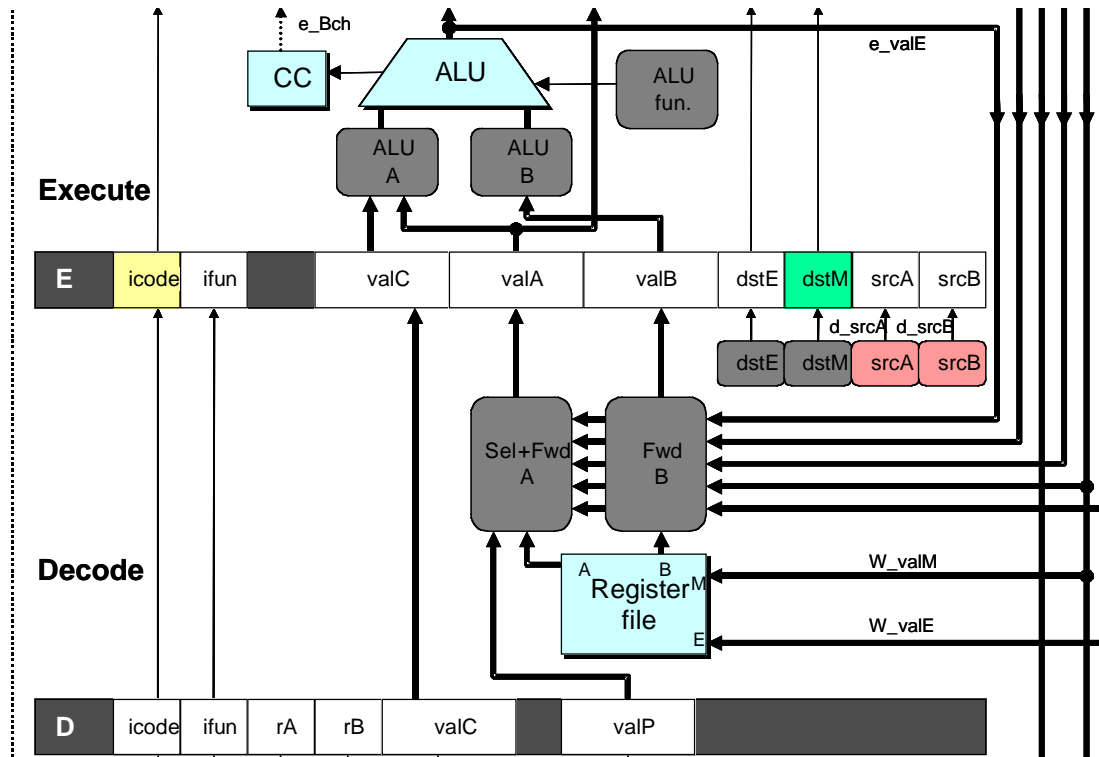 e_Bch
e_valE
CC
ALU
ALU
fun.
ALU
A
ALU
B
Execute
E
icode
ifun
valC
valA
valB
dstE
dstM
srcA
srcB
d_srcA
d_srcB
dstE
dstM
srcA
srcB
Sel+Fwd
A
Fwd
B
Decode
A
B
M
Register
file
E
W_valM
W_valE
D
icode
ifun
rA
rB
valC
valP